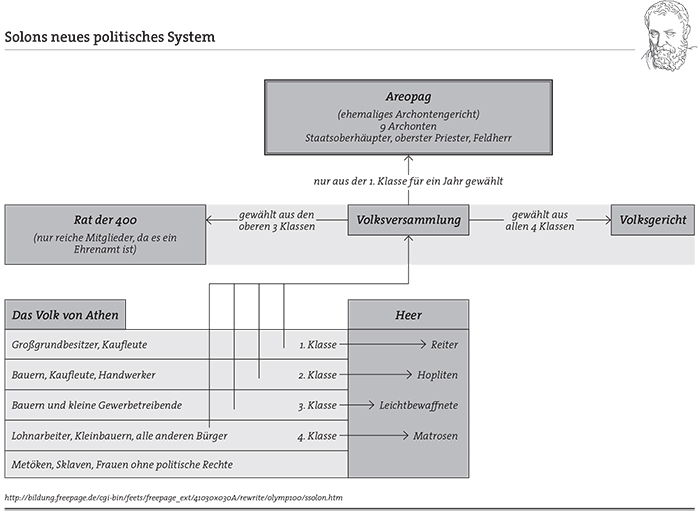 Solons neues politisches System
Areopag
(ehemaliges Archontengericht)
9 Archonten
Staatsoberhäupter, oberster Priester, Feldherr
nur aus der 1. Klasse für ein Jahr gewählt
Rat der 400
(nur reiche Mitglieder, da es ein
Ehrenamt ist)
gewählt aus den
oberen 3 Klassen
Volksversammlung
gewählt aus
allen 4 Klassen
Volksgericht
Das Volk von Athen
Heer
Großgrundbesitzer, Kaufleute
1. Klasse
Reiter
Bauern, Kaufleute, Handwerker
2. Klasse
Hopliten
Bauern und kleine Gewerbetreibende
3. Klasse
Leichtbewaffnete
Lohnarbeiter, Kleinbauern, alle anderen Bürger
4. Klasse
Matrosen
Metöken, Sklaven, Frauen ohne politische Rechte
http://bildung.freepage.de/cgi-bin/feets/freepage_ext/41030x030A/rewrite/olymp100/ssolon.htm